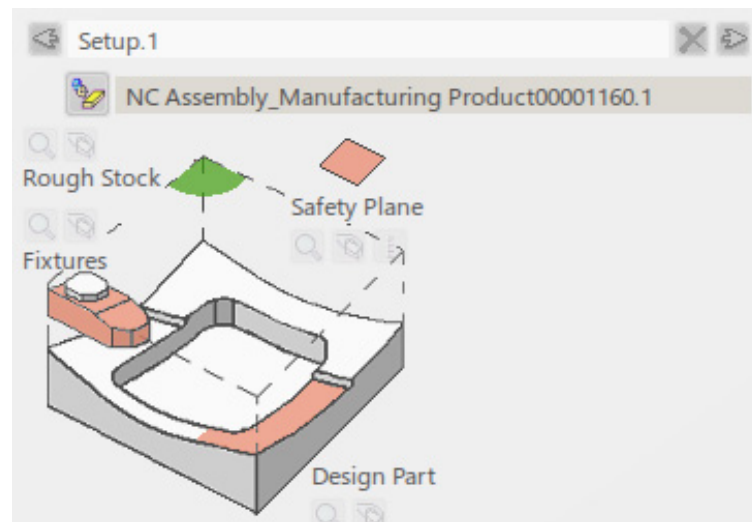 Setup.1
NC Assembly_Manufacturing Product00001160.1
Rough Stock
Safety Plane
Fixtures
Design Part